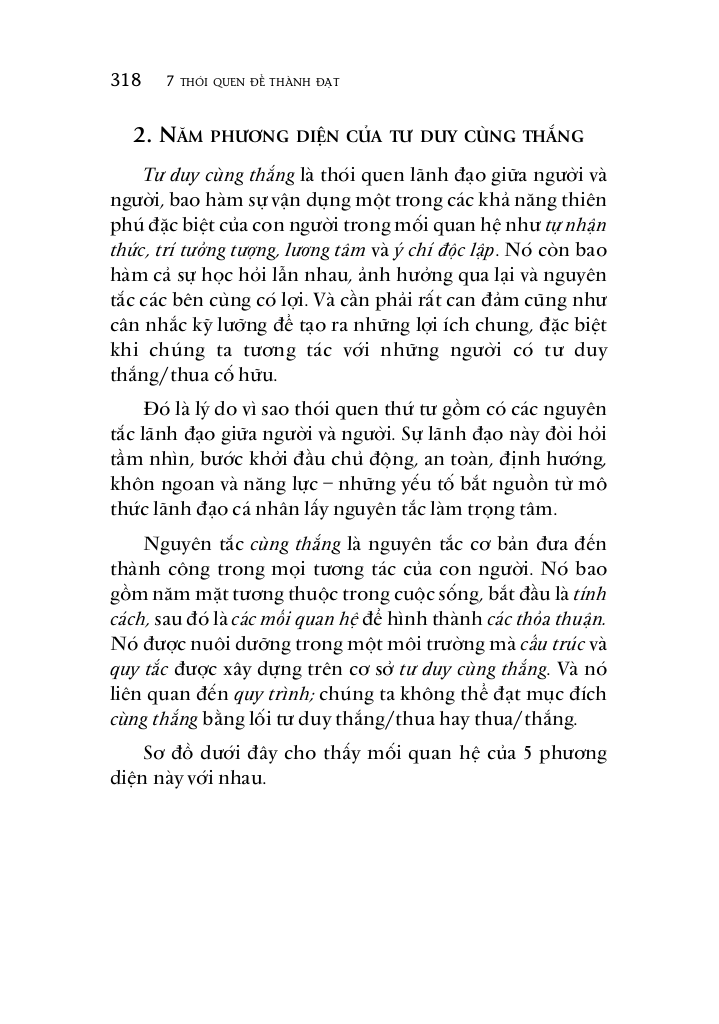 318 7 THÓI QUEN ĐỂ THÀNH ĐẠT
2. NĂM PHƯƠNG DIỆN CỦA TƯ DUY CÙNG THẮNG
Tư duy cùng thắng là thói quen lãnh đạo giữa người và
người, bao hàm sự vận dụng một trong các khả năng thiên
phú đặc biệt của con người trong mối quan hệ như tự nhận
thức, trí tưởng tượng, lương tâm và ý chí độc lập. Nó còn bao
hàm cả sự học hỏi lẫn nhau, ảnh hưởng qua lại và nguyên
tắc các bên cùng có lợi. Và cần phải rất can đảm cũng như
cân nhắc kỹ lưỡng để tạo ra những lợi ích chung, đặc biệt
khi chúng ta tương tác với những người có tư duy
thắng/thua cố hữu.
Đó là lý do vì sao thói quen thứ tư gồm có các nguyên
tắc lãnh đạo giữa người và người. Sự lãnh đạo này đòi hỏi
tầm nhìn, bước khởi đầu chủ động, an toàn, định hướng,
khôn ngoan và năng lực – những yếu tố bắt nguồn từ mô
thức lãnh đạo cá nhân lấy nguyên tắc làm trọng tâm.
Nguyên tắc cùng thắng là nguyên tắc cơ bản đưa đến
thành công trong mọi tương tác của con người. Nó bao
gồm năm mặt tương thuộc trong cuộc sống, bắt đầu là tính
cách, sau đó là các mối quan hệ để hình thành các thỏa thuận.
Nó được nuôi dưỡng trong một môi trường mà cấu trúc và
quy tắc được xây dựng trên cơ sở tư duy cùng thắng. Và nó
liên quan đến quy trình; chúng ta không thể đạt mục đích
cùng thắng bằng lối tư duy thắng/thua hay thua/thắng.
Sơ đồ dưới đây cho thấy mối quan hệ của 5 phương
diện này với nhau.